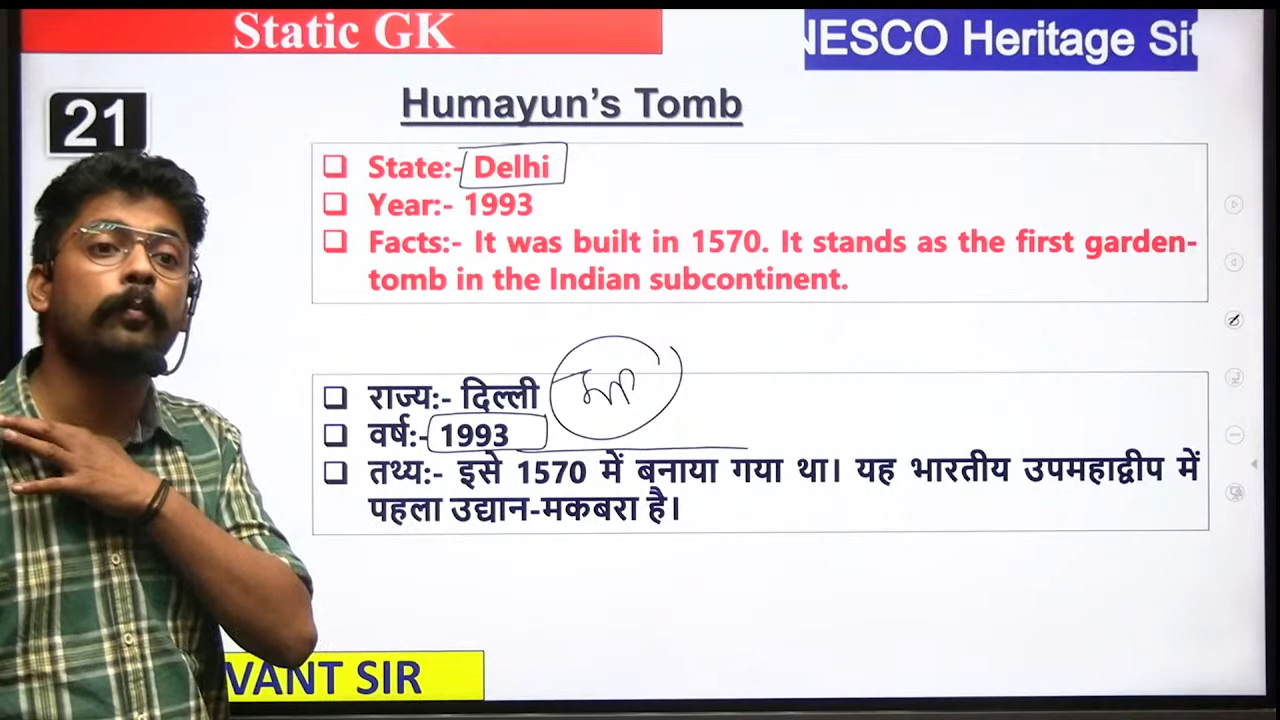 Static GK
NESCO Heritage Sit
21
Humayun's Tomb
State:- Delhi
Year:- 1993
Facts:- It was built in 1570. It stands as the first garden-
tomb in the Indian subcontinent.
राज्य:- दिल्ली
वर्ष:- 1993
तथ्य:- इसे 1570 में बनाया गया था। यह भारतीय उपमहाद्वीप में
पहला उद्यान-मकबरा है।
VANT SIR